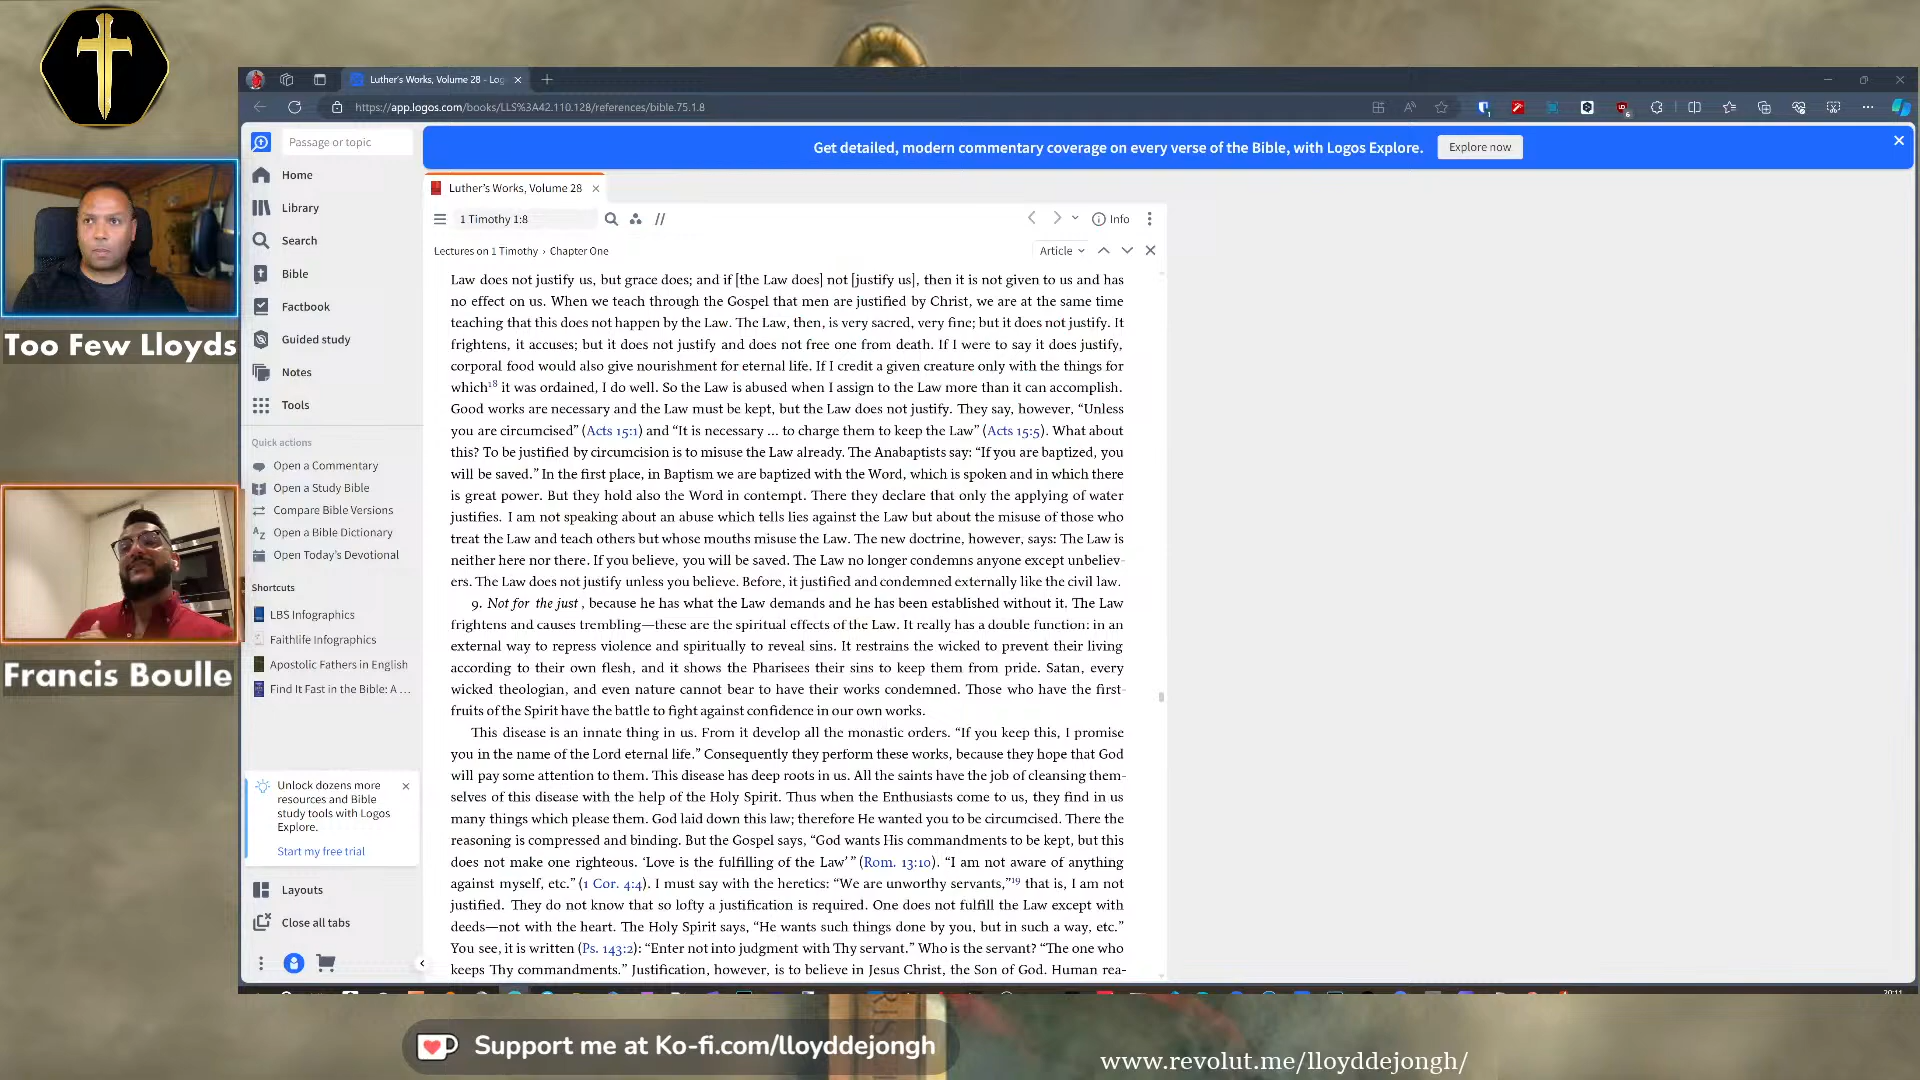 Luther's Works, Volume 28 - Log
https://app.logos.com/books/LLS%3A42.110.128/references/bible.75.1.8
Passage or topic
Get detailed, modern commentary coverage on every verse of the Bible, with Logos Explore.
Explore now
Home
Library
Search
Bible
Factbook
Guided study
Notes
Tools
Quick actions
Open a Commentary
Open a Study Bible
Compare Bible Versions
Open a Bible Dictionary
Open Today's Devotional
Shortcuts
LBS Infographics
Faithlife Infographics
Apostolic Fathers in English
Find It Fast in the Bible: A ...
Unlock dozens more
resources and Bible
study tools with Logos
Explore.
Start my free trial
Layouts
Close all tabs
Too Few Lloyds
Francis Boulle
Luther's Works, Volume 28
1 Timothy 1:8
Info
Lectures on 1 Timothy › Chapter One
Article
Law does not justify us, but grace does; and if [the Law does] not [justify us], then it is not given to us and has
no effect on us. When we teach through the Gospel that men are justified by Christ, we are at the same time
teaching that this does not happen by the Law. The Law, then, is very sacred, very fine; but it does not justify. It
frightens, it accuses; but it does not justify and does not free one from death. If I were to say it does justify,
corporal food would also give nourishment for eternal life. If I credit a given creature only with the things for
which18 it was ordained, I do well. So the Law is abused when I assign to the Law more than it can accomplish.
Good works are necessary and the Law must be kept, but the Law does not justify. They say, however, “Unless
you are circumcised” (Acts 15:1) and “It is necessary … to charge them to keep the Law” (Acts 15:5). What about
this? To be justified by circumcision is to misuse the Law already. The Anabaptists say: “If you are baptized, you
will be saved.” In the first place, in Baptism we are baptized with the Word, which is spoken and in which there
is great power. But they hold also the Word in contempt. There they declare that only the applying of water
justifies. I am not speaking about an abuse which tells lies against the Law but about the misuse of those who
treat the Law and teach others but whose mouths misuse the Law. The new doctrine, however, says: The Law is
neither here nor there. If you believe, you will be saved. The Law no longer condemns anyone except unbeliev-
ers. The Law does not justify unless you believe. Before, it justified and condemned externally like the civil law.
9. Not for the just, because he has what the Law demands and he has been established without it. The Law
frightens and causes trembling—these are the spiritual effects of the Law. It really has a double function: in an
external way to repress violence and spiritually to reveal sins. It restrains the wicked to prevent their living
according to their own flesh, and it shows the Pharisees their sins to keep them from pride. Satan, every
wicked theologian, and even nature cannot bear to have their works condemned. Those who have the first-
fruits of the Spirit have the battle to fight against confidence in our own works.
This disease is an innate thing in us. From it develop all the monastic orders. “If you keep this, I promise
you in the name of the Lord eternal life.” Consequently they perform these works, because they hope that God
will pay some attention to them. This disease has deep roots in us. All the saints have the job of cleansing them-
selves of this disease with the help of the Holy Spirit. Thus when the Enthusiasts come to us, they find in us
many things which please them. God laid down this law; therefore He wanted you to be circumcised. There the
reasoning is compressed and binding. But the Gospel says, “God wants His commandments to be kept, but this
does not make one righteous. ‘Love is the fulfilling of the Law’ ” (Rom. 13:10). “I am not aware of anything
against myself, etc.” (1 Cor. 4:4). I must say with the heretics: “We are unworthy servants,”19 that is, I am not
justified. They do not know that so lofty a justification is required. One does not fulfill the Law except with
deeds—not with the heart. The Holy Spirit says, “He wants such things done by you, but in such a way, etc.”
You see, it is written (Ps. 143:2): “Enter not into judgment with Thy servant.” Who is the servant? “The one who
keeps Thy commandments.” Justification, however, is to believe in Jesus Christ, the Son of God. Human rea-
Support me at Ko-fi.com/lloyddejongh
www.revolut.me/lloyddejongh/